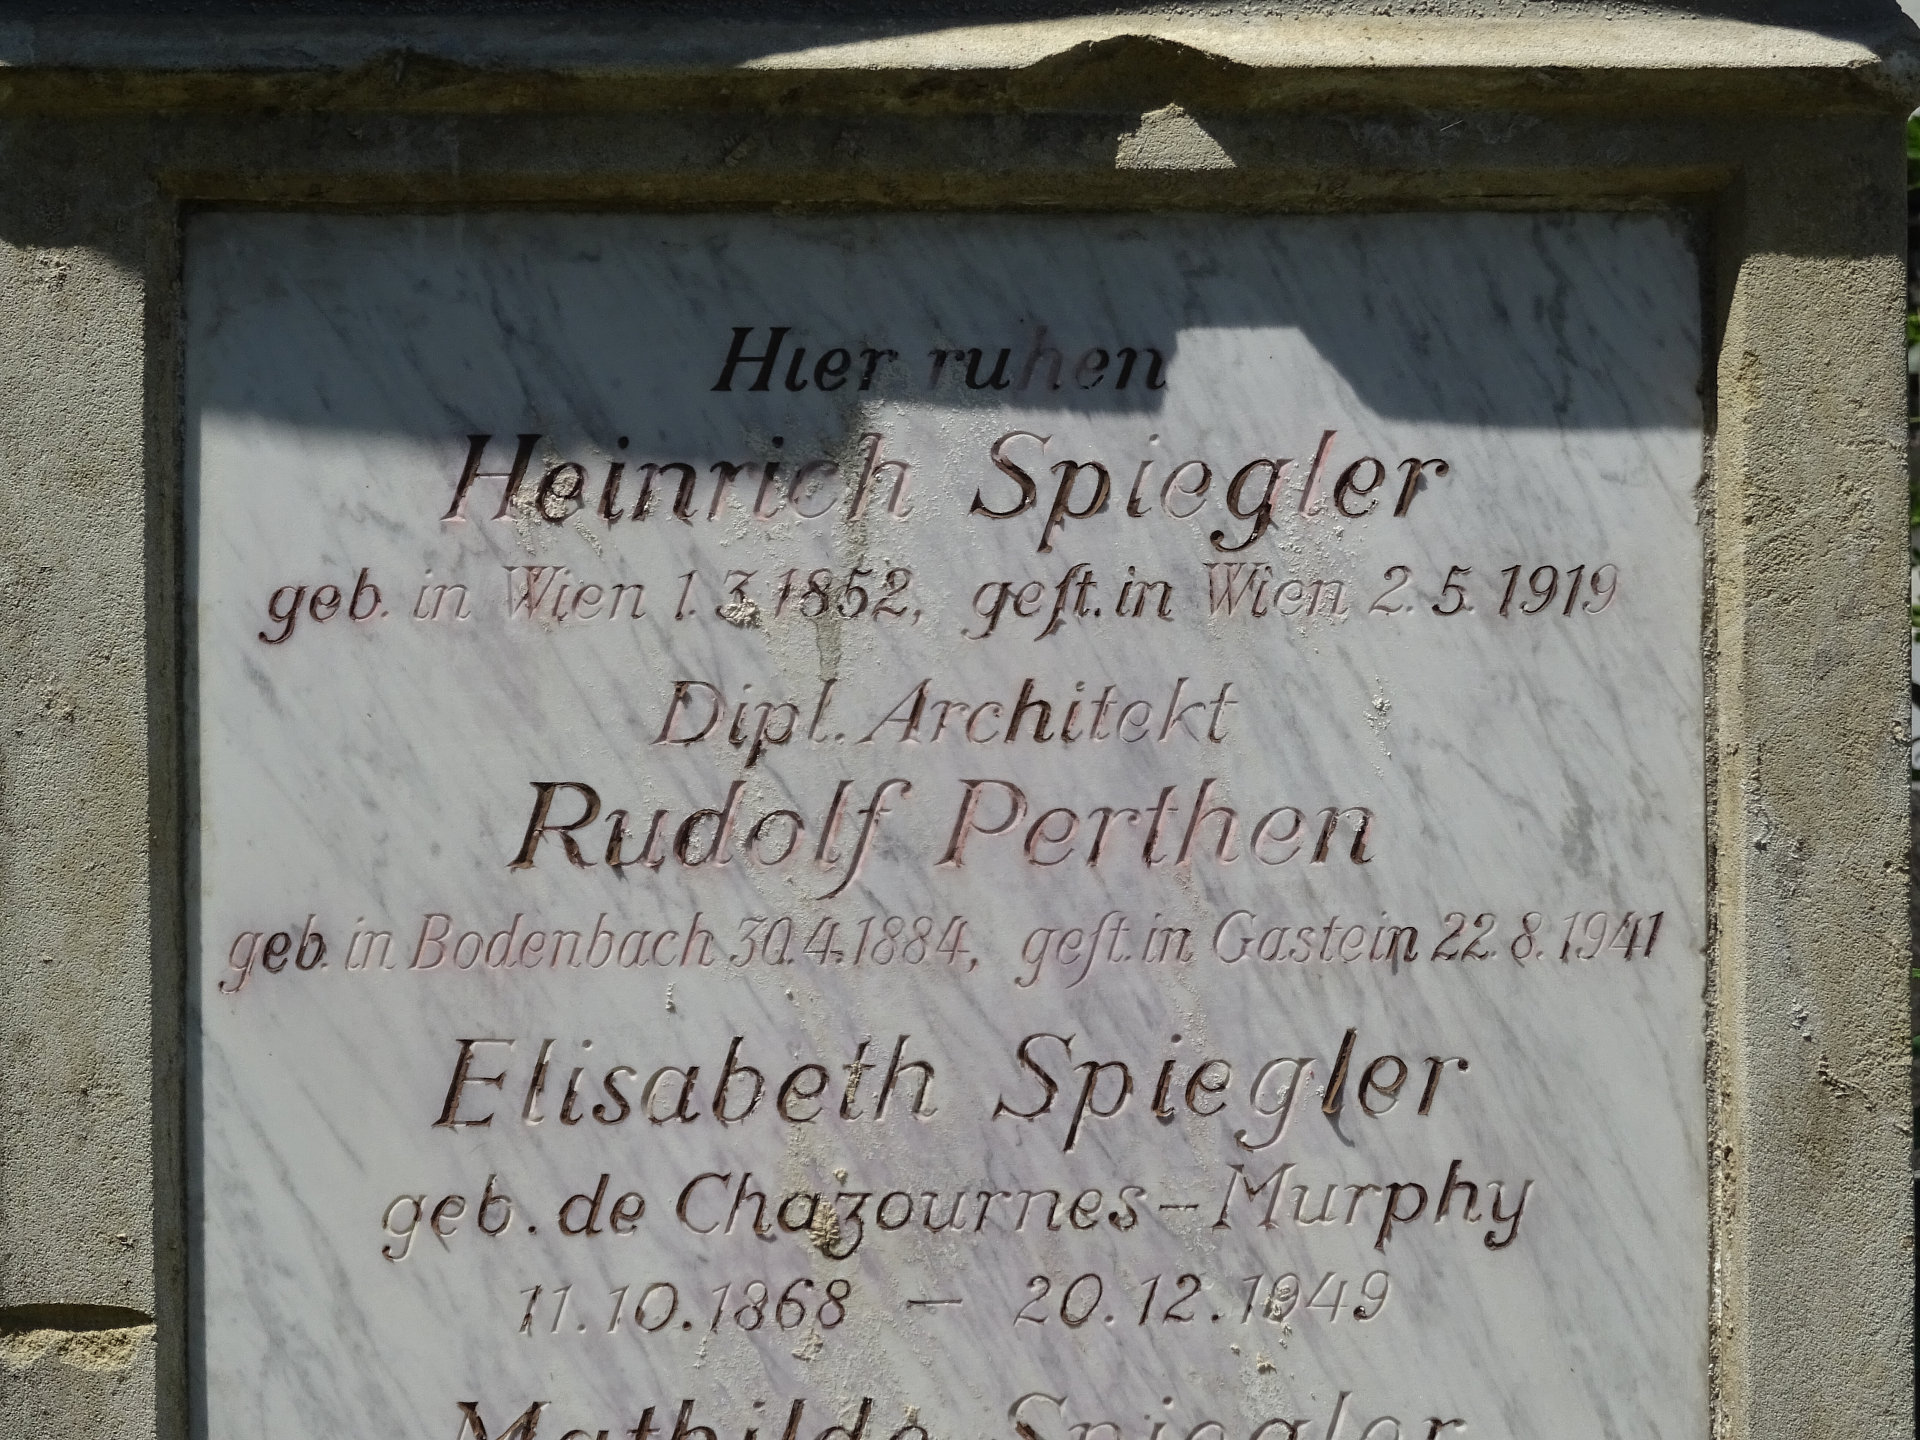 Hier ruhen
Heinrich Spiegler
geb. in Wien 1. 3. 1852, geſt. in Wien 2. 5. 1919
Dipl. Architekt
Rudolf Perthen
geb. in Bodenbach 30. 4. 1884, geſt. in Gastein 22. 8. 1941
Elisabeth Spiegler
geb. de Chazournes-Murphy
11. 10. 1868 — 20. 12. 1949
Mathilde Spiegler